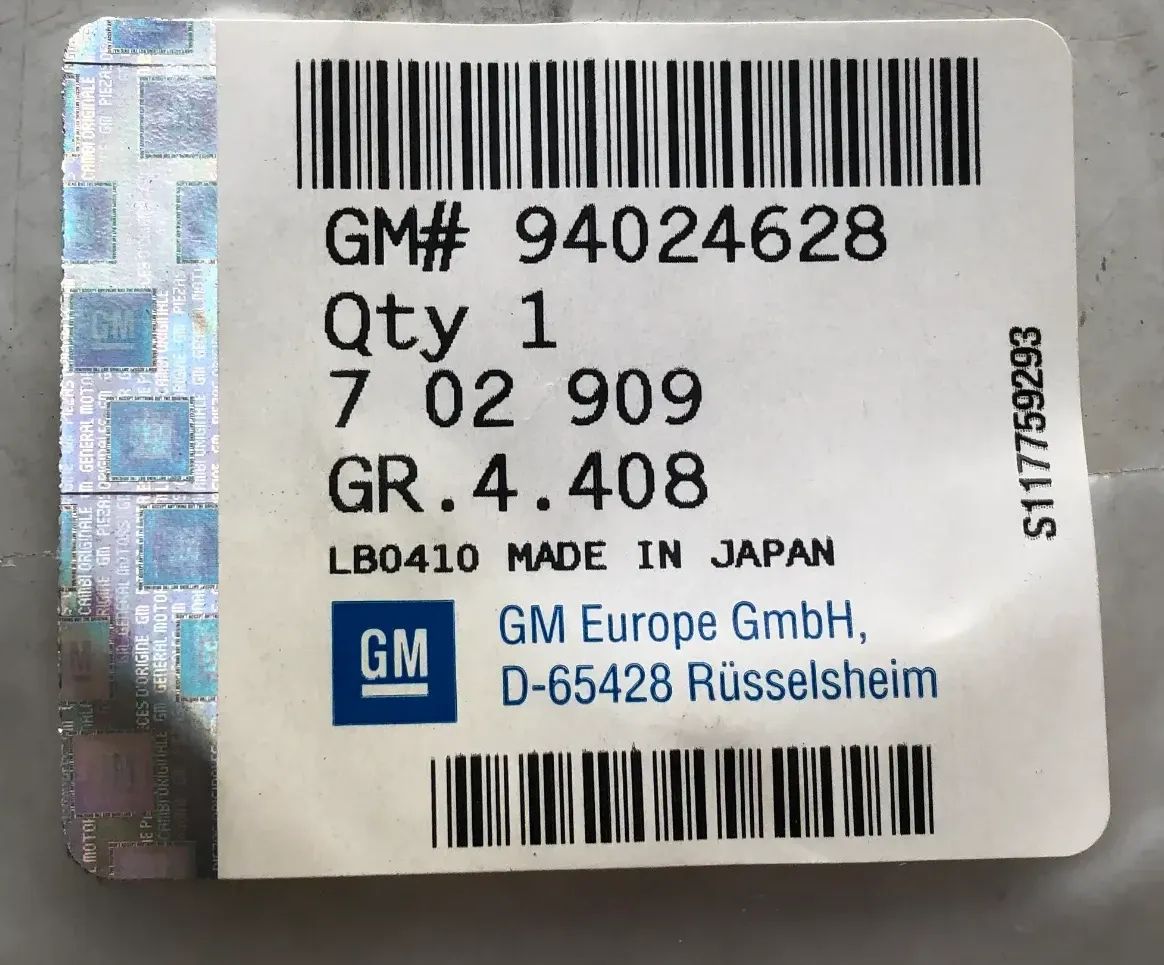 GM# 94024628
Qty 1
7 02 909
GR.4.408
LB0410 MADE IN JAPAN
GM
GM Europe GmbH,
D-65428 Rüsselsheim
S117759293